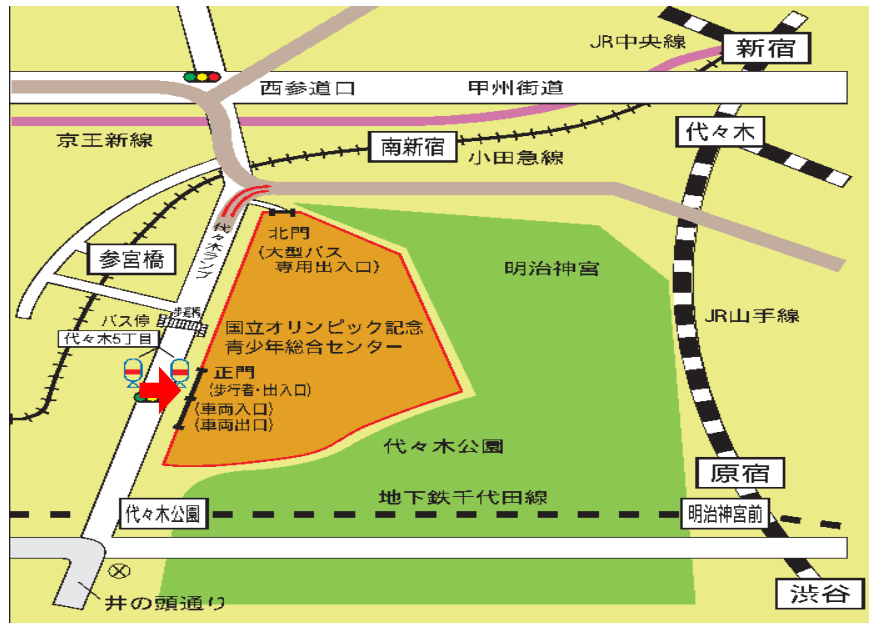 JR中央線
新宿
西参道口
甲州街道
代々木
京王新線
南新宿
小田急線
代々木ランプ
北門
(大型バス
専用出入口)
参宮橋
明治神宮
歩道橋
バス停
代々木5丁目
国立オリンピック記念
青少年総合センター
JR山手線
正門
(歩行者・出入口)
(車両入口)
(車両出口)
代々木公園
原宿
地下鉄千代田線
代々木公園
明治神宮前
井の頭通り
渋谷